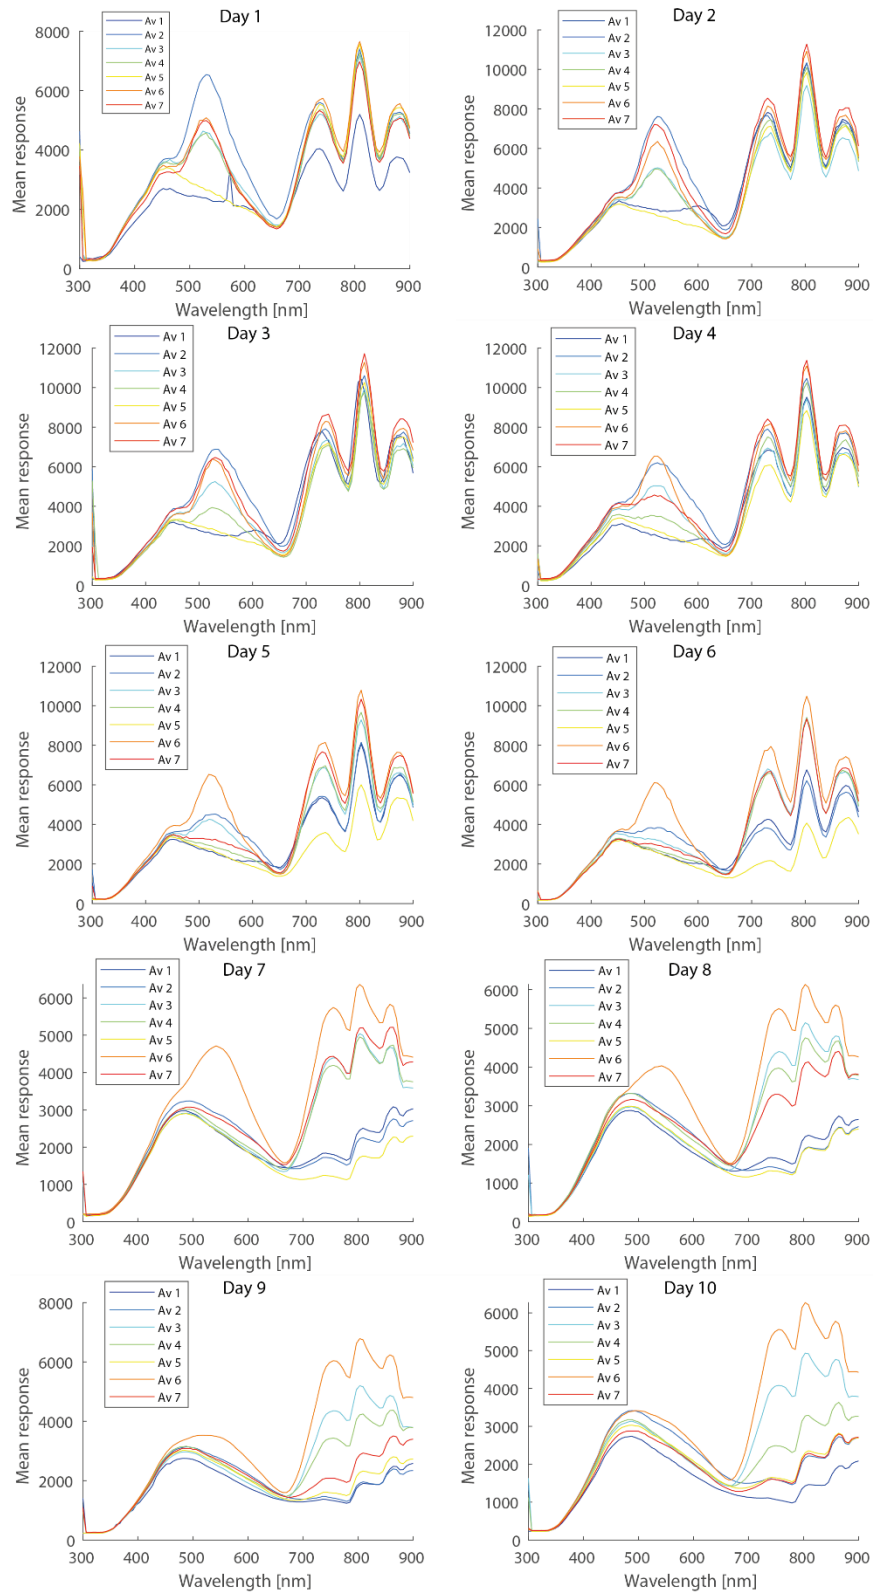 Day 1
Av 1
Av 2
Av 3
Av 4
Av 5
Av 6
Av 7
8000
6000
4000
2000
0
Mean response
300 400 500 600 700 800 900
Wavelength [nm]
Day 2
Av 1
Av 2
Av 3
Av 4
Av 5
Av 6
Av 7
12000
10000
8000
6000
4000
2000
0
Mean response
300 400 500 600 700 800 900
Wavelength [nm]
Day 3
Av 1
Av 2
Av 3
Av 4
Av 5
Av 6
Av 7
12000
10000
8000
6000
4000
2000
0
Mean response
300 400 500 600 700 800 900
Wavelength [nm]
Day 4
Av 1
Av 2
Av 3
Av 4
Av 5
Av 6
Av 7
12000
10000
8000
6000
4000
2000
0
Mean response
300 400 500 600 700 800 900
Wavelength [nm]
Day 5
Av 1
Av 2
Av 3
Av 4
Av 5
Av 6
Av 7
12000
10000
8000
6000
4000
2000
0
Mean response
300 400 500 600 700 800 900
Wavelength [nm]
Day 6
Av 1
Av 2
Av 3
Av 4
Av 5
Av 6
Av 7
12000
10000
8000
6000
4000
2000
0
Mean response
300 400 500 600 700 800 900
Wavelength [nm]
Day 7
Av 1
Av 2
Av 3
Av 4
Av 5
Av 6
Av 7
6000
5000
4000
3000
2000
1000
0
Mean response
300 400 500 600 700 800 900
Wavelength [nm]
Day 8
Av 1
Av 2
Av 3
Av 4
Av 5
Av 6
Av 7
6000
5000
4000
3000
2000
1000
0
Mean response
300 400 500 600 700 800 900
Wavelength [nm]
Day 9
Av 1
Av 2
Av 3
Av 4
Av 5
Av 6
Av 7
8000
6000
4000
2000
0
Mean response
300 400 500 600 700 800 900
Wavelength [nm]
Day 10
Av 1
Av 2
Av 3
Av 4
Av 5
Av 6
Av 7
6000
5000
4000
3000
2000
1000
0
Mean response
300 400 500 600 700 800 900
Wavelength [nm]